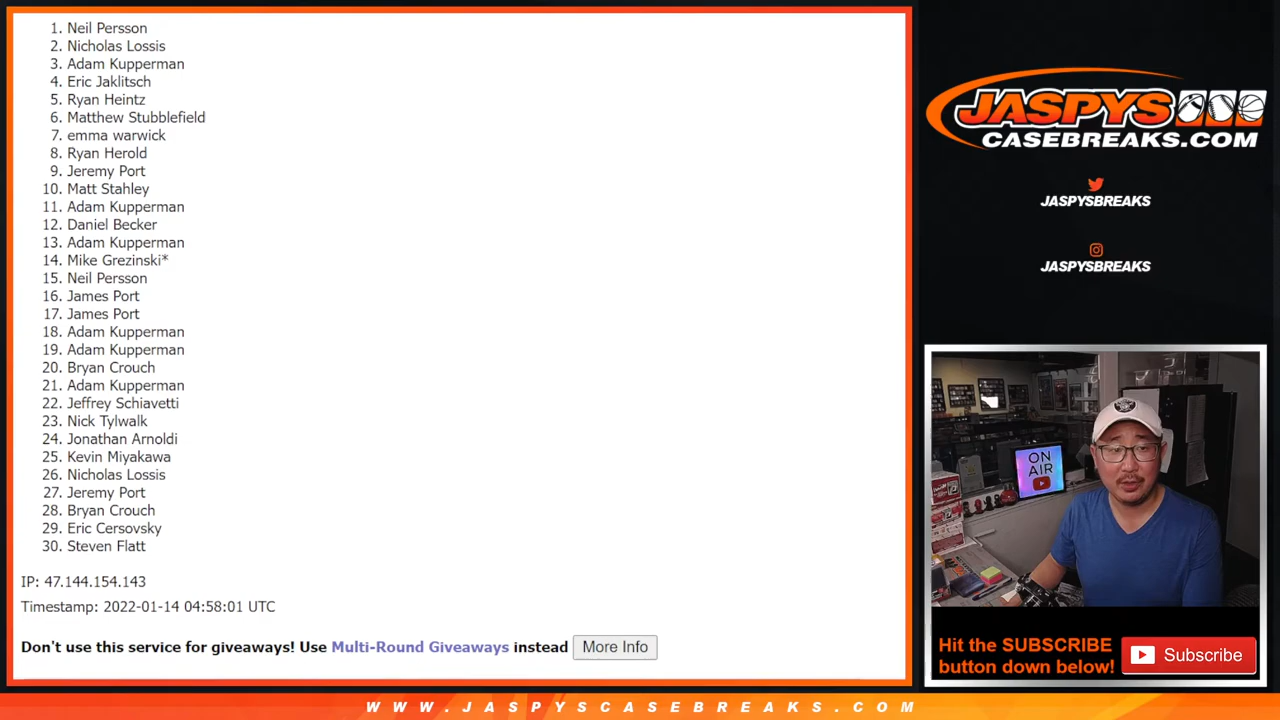 1. Neil Persson
2. Nicholas Lossis
3. Adam Kupperman
4. Eric Jaklitsch
5. Ryan Heintz
6. Matthew Stubblefield
7. emma warwick
8. Ryan Herold
9. Jeremy Port
10. Matt Stahley
11. Adam Kupperman
12. Daniel Becker
13. Adam Kupperman
14. Mike Grezinski*
15. Neil Persson
16. James Port
17. James Port
18. Adam Kupperman
19. Adam Kupperman
20. Bryan Crouch
21. Adam Kupperman
22. Jeffrey Schiavetti
23. Nick Tylwalk
24. Jonathan Arnoldi
25. Kevin Miyakawa
26. Nicholas Lossis
27. Jeremy Port
28. Bryan Crouch
29. Eric Cersovsky
30. Steven Flatt
IP: 47.144.154.143
Timestamp: 2022-01-14 04:58:01 UTC
Don't use this service for giveaways! Use Multi-Round Giveaways instead More Info
JASPYS
CASEBREAKS.COM
JASPYSBREAKS
JASPYSBREAKS
ON
AIR
Hit the SUBSCRIBE
button down below!
Subscribe
WWW.JASPYSCASEBREAKS.COM